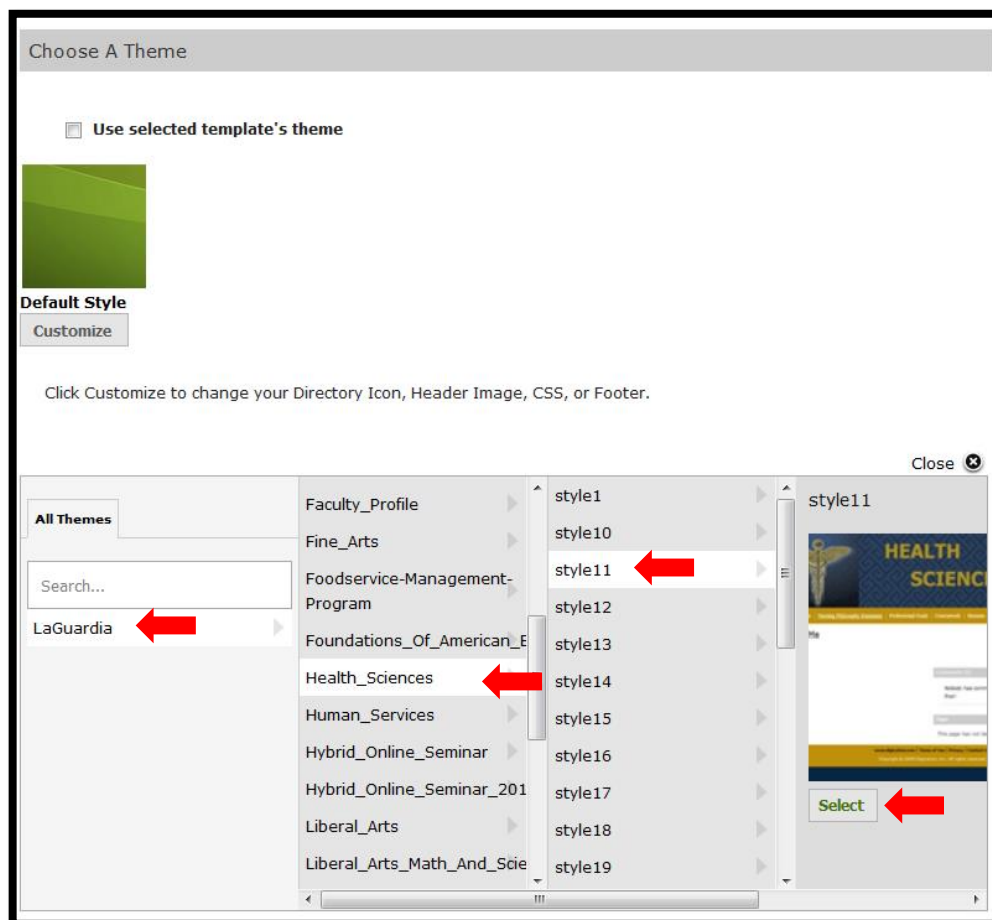 Choose A Theme
Use selected template's theme
Default Style
Customize
Click Customize to change your Directory Icon, Header Image, CSS, or Footer.
Close
All Themes
Search...
LaGuardia
Faculty_Profile
Fine_Arts
Foodservice-Management-
Program
Foundations_Of_American_E
Health_Sciences
Human_Services
Hybrid_Online_Seminar
Hybrid_Online_Seminar_201
Liberal_Arts
Liberal_Arts_Math_And_Scie
style1
style10
style11
style12
style13
style14
style15
style16
style17
style18
style19
style11
HEALTH
SCIENC
Select